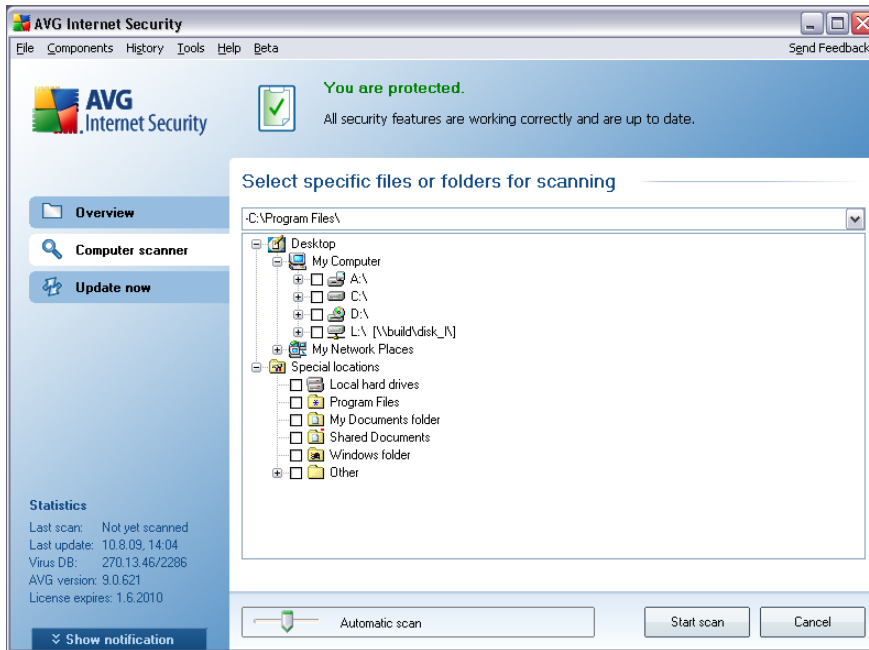 AVG Internet Security
File Components History Tools Help Beta Send Feedback
AVG
Internet Security
You are protected.
All security features are working correctly and are up to date.
Select specific files or folders for scanning
-C:\Program Files\
Overview
Computer scanner
Update now
Desktop
My Computer
A:\
C:\
D:\
L:\ [\\build\disk_l\]
My Network Places
Special locations
Local hard drives
Program Files
My Documents folder
Shared Documents
Windows folder
Other
Statistics
Last scan: Not yet scanned
Last update: 10.8.09, 14:04
Virus DB: 270.13.46/2286
AVG version: 9.0.621
License expires: 1.6.2010
Show notification
Automatic scan
Start scan
Cancel